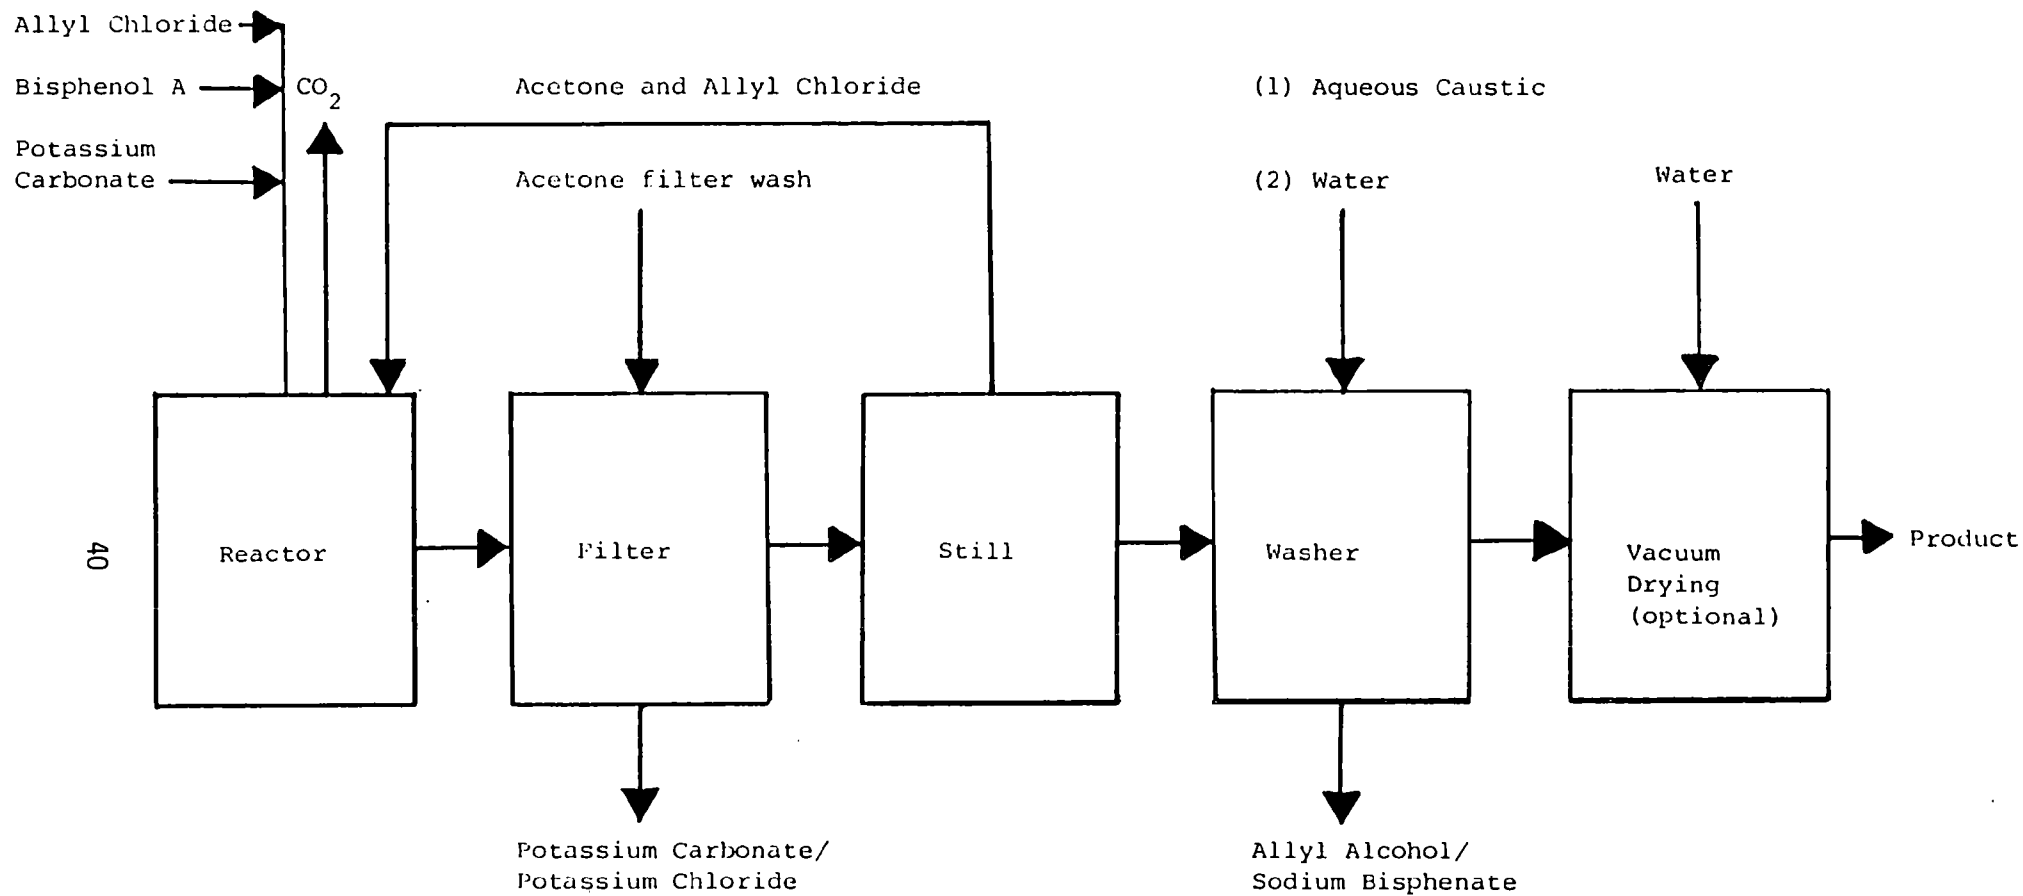 Allyl Chloride
Bisphenol A
CO2
Acetone and Allyl Chloride
(1) Aqueous Caustic
Potassium
Carbonate
Acetone filter wash
(2) Water
Water
40
Reactor
Filter
Still
Washer
Vacuum
Drying
(optional)
Product
Potassium Carbonate/
Potassium Chloride
Allyl Alcohol/
Sodium Bisphenate